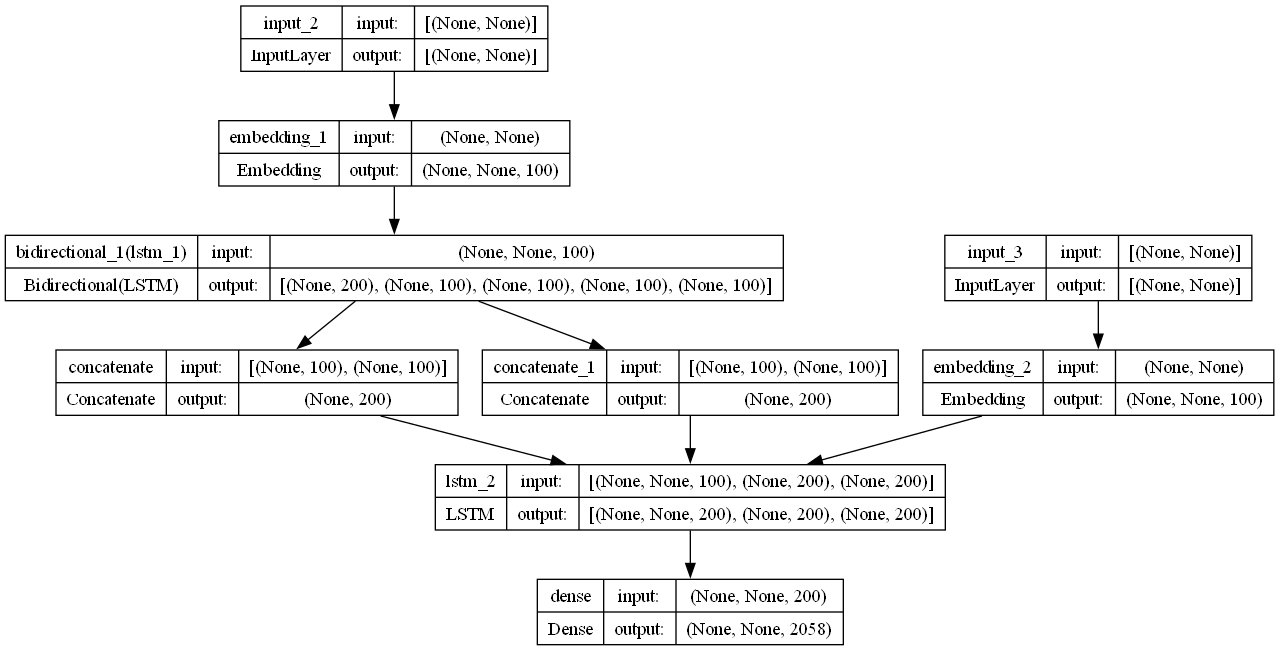 input_2 input: [(None, None)]
InputLayer output: [(None, None)]
embedding_1 input: (None, None)
Embedding output: (None, None, 100)
bidirectional_1(lstm_1) input: (None, None, 100)
Bidirectional(LSTM) output: [(None, 200), (None, 100), (None, 100), (None, 100), (None, 100)]
input_3 input: [(None, None)]
InputLayer output: [(None, None)]
concatenate input: [(None, 100), (None, 100)]
Concatenate output: (None, 200)
concatenate_1 input: [(None, 100), (None, 100)]
Concatenate output: (None, 200)
embedding_2 input: (None, None)
Embedding output: (None, None, 100)
lstm_2 input: [(None, None, 100), (None, 200), (None, 200)]
LSTM output: [(None, None, 200), (None, 200), (None, 200)]
dense input: (None, None, 200)
Dense output: (None, None, 2058)